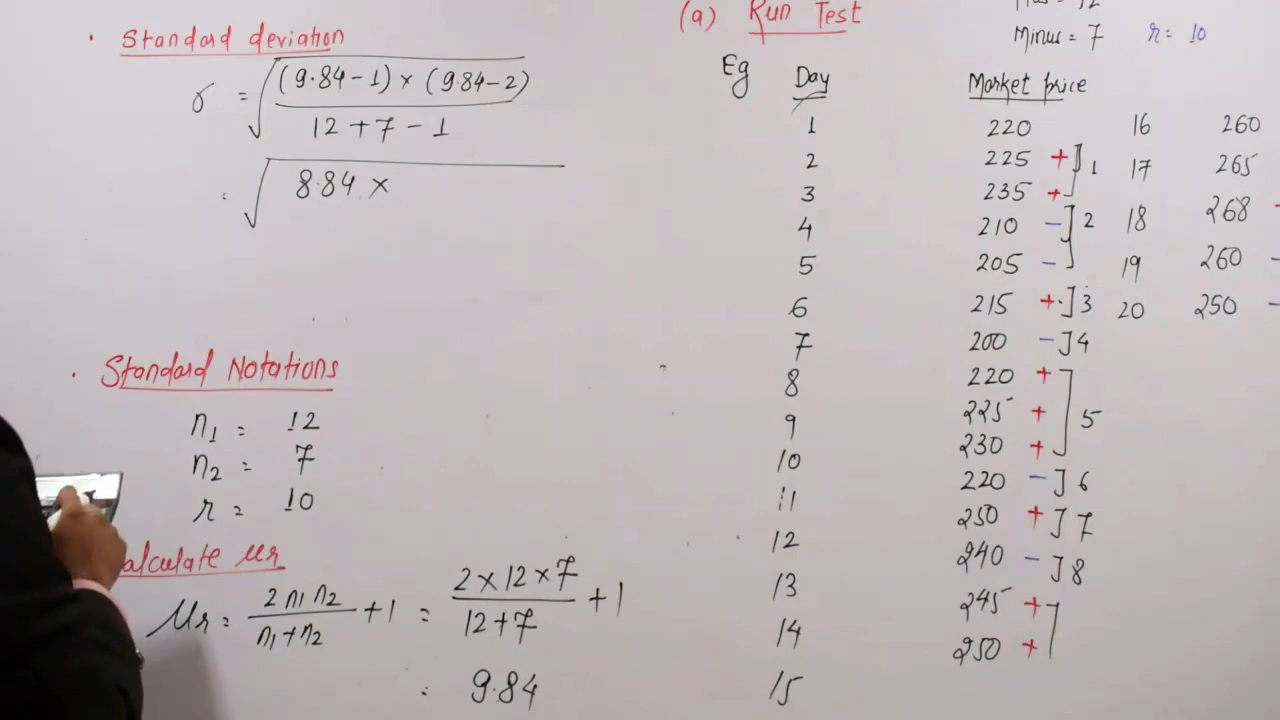 · Standard deviation
σ = √ (9.84 - 1) × (9.84 - 2)
12 + 7 - 1
= √ 8.84 ×
· Standard Notations
n1 = 12
n2 = 7
r = 10
alculate μr
μr = 2 n1 n2 / n1 + n2 + 1 = 2 × 12 × 7 / 12 + 7 + 1
= 9.84
(a) Run Test
Minus = 7 r = 10
Eg Day Market price
1 220 16 260
2 225 + ] 1 17 265
3 235 +
4 210 - ] 2 18 268
5 205 - 19 260 -
6 215 + ] 3 20 250 -
7 200 - ] 4
8 220 +
9 225 + ] 5
10 230 +
11 220 - ] 6
12 250 + ] 7
13 240 - ] 8
14 245 + ]
15 250 +